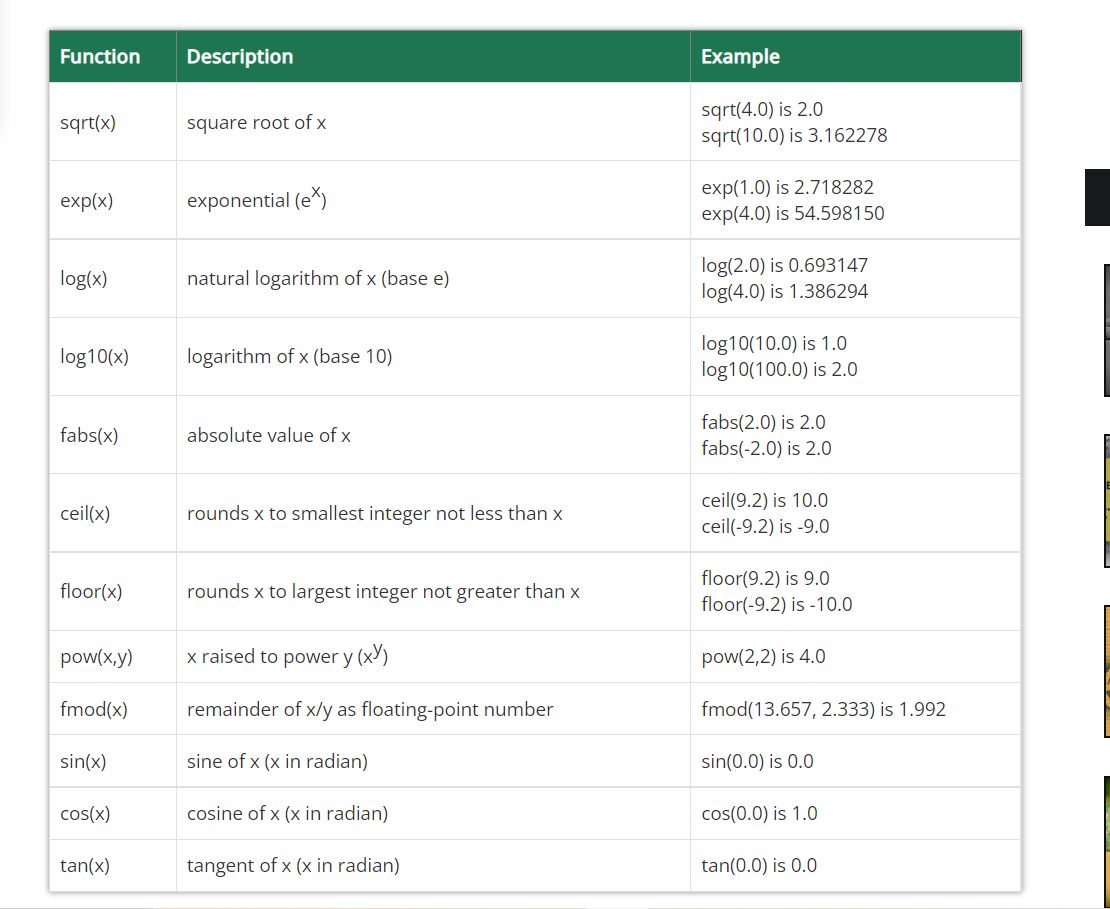 Function Description Example
sqrt(x) square root of x sqrt(4.0) is 2.0
sqrt(10.0) is 3.162278
exp(x) exponential (e^x) exp(1.0) is 2.718282
exp(4.0) is 54.598150
log(x) natural logarithm of x (base e) log(2.0) is 0.693147
log(4.0) is 1.386294
log10(x) logarithm of x (base 10) log10(10.0) is 1.0
log10(100.0) is 2.0
fabs(x) absolute value of x fabs(2.0) is 2.0
fabs(-2.0) is 2.0
ceil(x) rounds x to smallest integer not less than x ceil(9.2) is 10.0
ceil(-9.2) is -9.0
floor(x) rounds x to largest integer not greater than x floor(9.2) is 9.0
floor(-9.2) is -10.0
pow(x,y) x raised to power y (x^y) pow(2,2) is 4.0
fmod(x) remainder of x/y as floating-point number fmod(13.657, 2.333) is 1.992
sin(x) sine of x (x in radian) sin(0.0) is 0.0
cos(x) cosine of x (x in radian) cos(0.0) is 1.0
tan(x) tangent of x (x in radian) tan(0.0) is 0.0